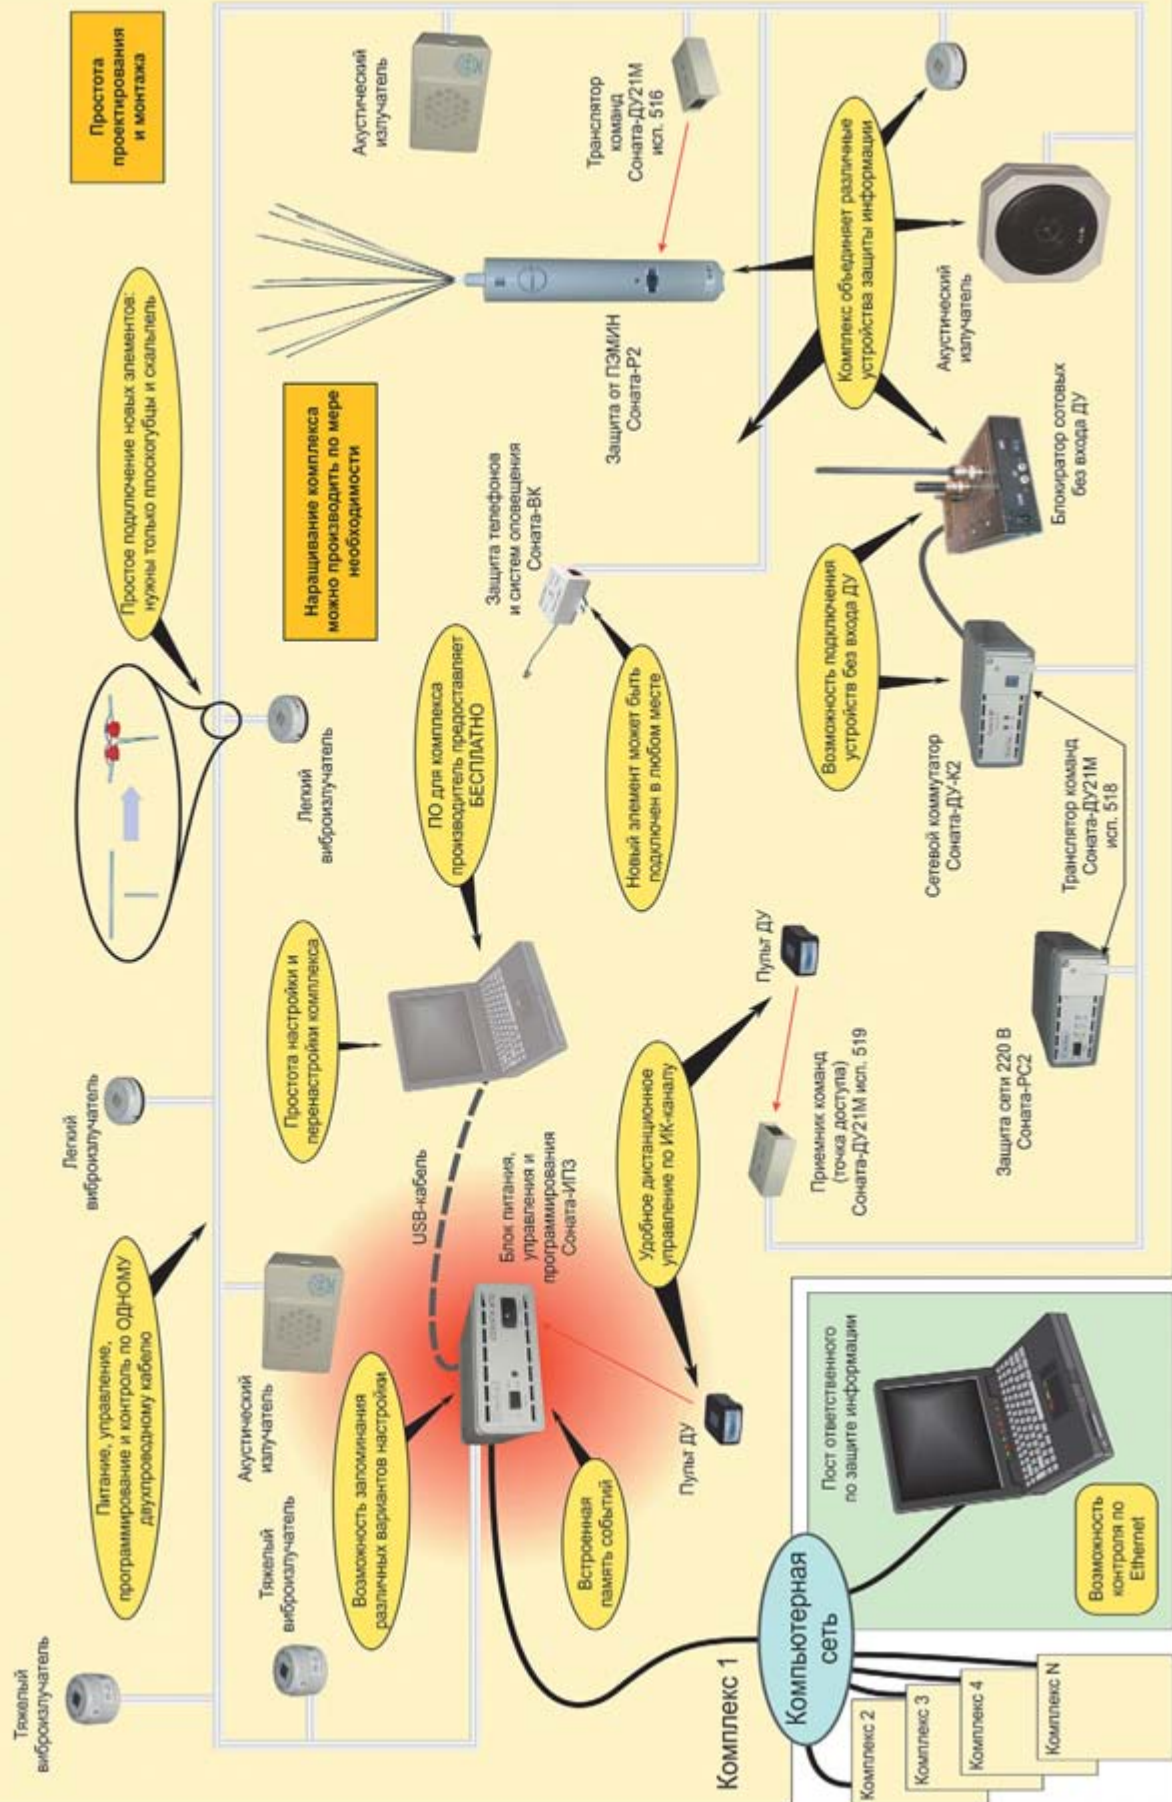 Тяжелый
виброизлучатель
Питание, управление,
программирование и контроль по ОДНОМУ
двухпроводному кабелю
Легкий
виброизлучатель
Простое подключение новых элементов:
нужны только плоскогубцы и скальпель
Простота
проектирования
и монтажа
Тяжелый
виброизлучатель
Акустический
излучатель
Простота настройки и
перенастройки комплекса
Легкий
виброизлучатель
Наращивание комплекса
можно производить по мере
необходимости
Акустический
излучатель
Возможность запоминания
различных вариантов настройки
USB-кабель
ПО для комплекса
производитель предоставляет
БЕСПЛАТНО
Блок питания,
управления и
программирования
Соната-ИП3
Защита телефонов
и систем оповещения
Соната-ВК
Транслятор
команд
Соната-ДУ21М
исп. 516
Защита от ПЭМИН
Соната-Р2
Встроенная
память событий
Пульт ДУ
Удобное дистанционное
управление по ИК-каналу
Новый элемент может быть
подключен в любом месте
Пульт ДУ
Комплекс объединяет различные
устройства защиты информации
Возможность подключения
устройств без входа ДУ
Приемник команд
(точка доступа)
Соната-ДУ21М исп. 519
Сетевой коммутатор
Соната-ДУ-К2
Акустический
излучатель
Защита сети 220 В
Соната-РС2
Транслятор команд
Соната-ДУ21М
исп. 518
Блокиратор сотовых
без входа ДУ
Комплекс 1
Компьютерная
сеть
Пост ответственного
по защите информации
Возможность
контроля по
Ethernet
Комплекс 2
Комплекс 3
Комплекс 4
Комплекс N